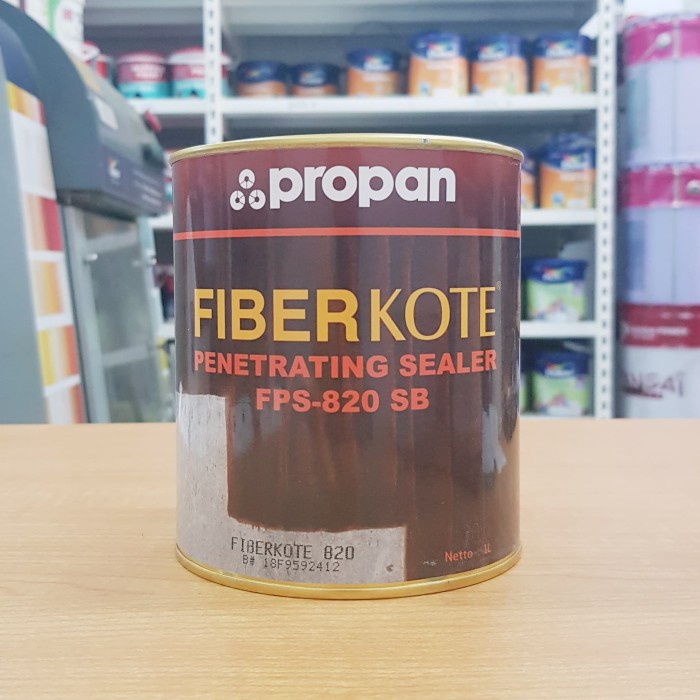 propan
FIBERKOTE
PENETRATING SEALER
FPS-820 SB
FIBERKOTE 820
B# 18F9592412
Netto 1L